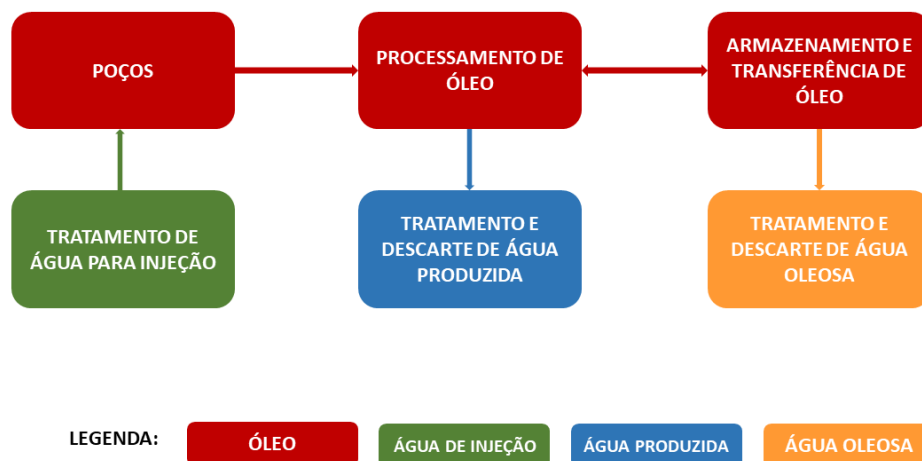 POÇOS
PROCESSAMENTO DE
ÓLEO
ARMAZENAMENTO E
TRANSFERÊNCIA DE
ÓLEO
TRATAMENTO DE
ÁGUA PARA INJEÇÃO
TRATAMENTO E
DESCARTE DE ÁGUA
PRODUZIDA
TRATAMENTO E
DESCARTE DE ÁGUA
OLEOSA
LEGENDA:
ÓLEO
ÁGUA DE INJEÇÃO
ÁGUA PRODUZIDA
ÁGUA OLEOSA